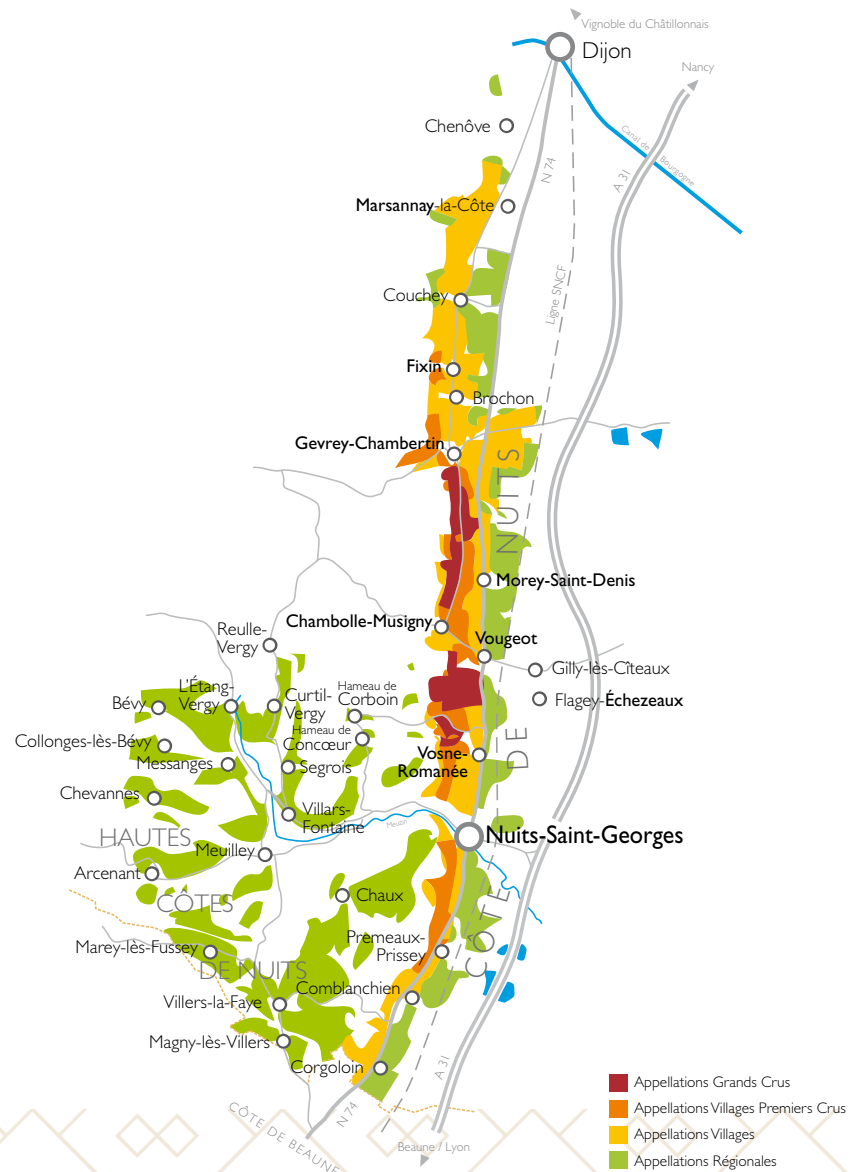 Vignoble du Châtillonnais
Dijon
Nancy
Chenôve
Canal de
Bourgogne
N 74
A 31
Marsannay-la-Côte
Ligne SNCF
Couchey
Fixin
Brochon
Gevrey-Chambertin
NUITS
Morey-Saint-Denis
Chambolle-Musigny
Reulle-
Vergy
Vougeot
Gilly-lès-Cîteaux
L'Étang-
Vergy
Curtil-
Vergy
Hameau de
Corboin
Flagey-Échezeaux
Bévy
Hameau de
Concœur
Collonges-lès-Bévy
Messanges
Segrois
Vosne-
Romanée
DE
Chevannes
Villars-
Fontaine
Meuzin
Nuits-Saint-Georges
HAUTES
Meuilley
Arcenant
CÔTES
Chaux
CÔTE
Premeaux-
Prissey
Marey-lès-Fussey
DE NUITS
Comblanchien
Villers-la-Faye
Magny-lès-Villers
Corgoloin
A 31
N 74
CÔTE DE BEAUNE
Beaune / Lyon
Appellations Grands Crus
Appellations Villages Premiers Crus
Appellations Villages
Appellations Régionales